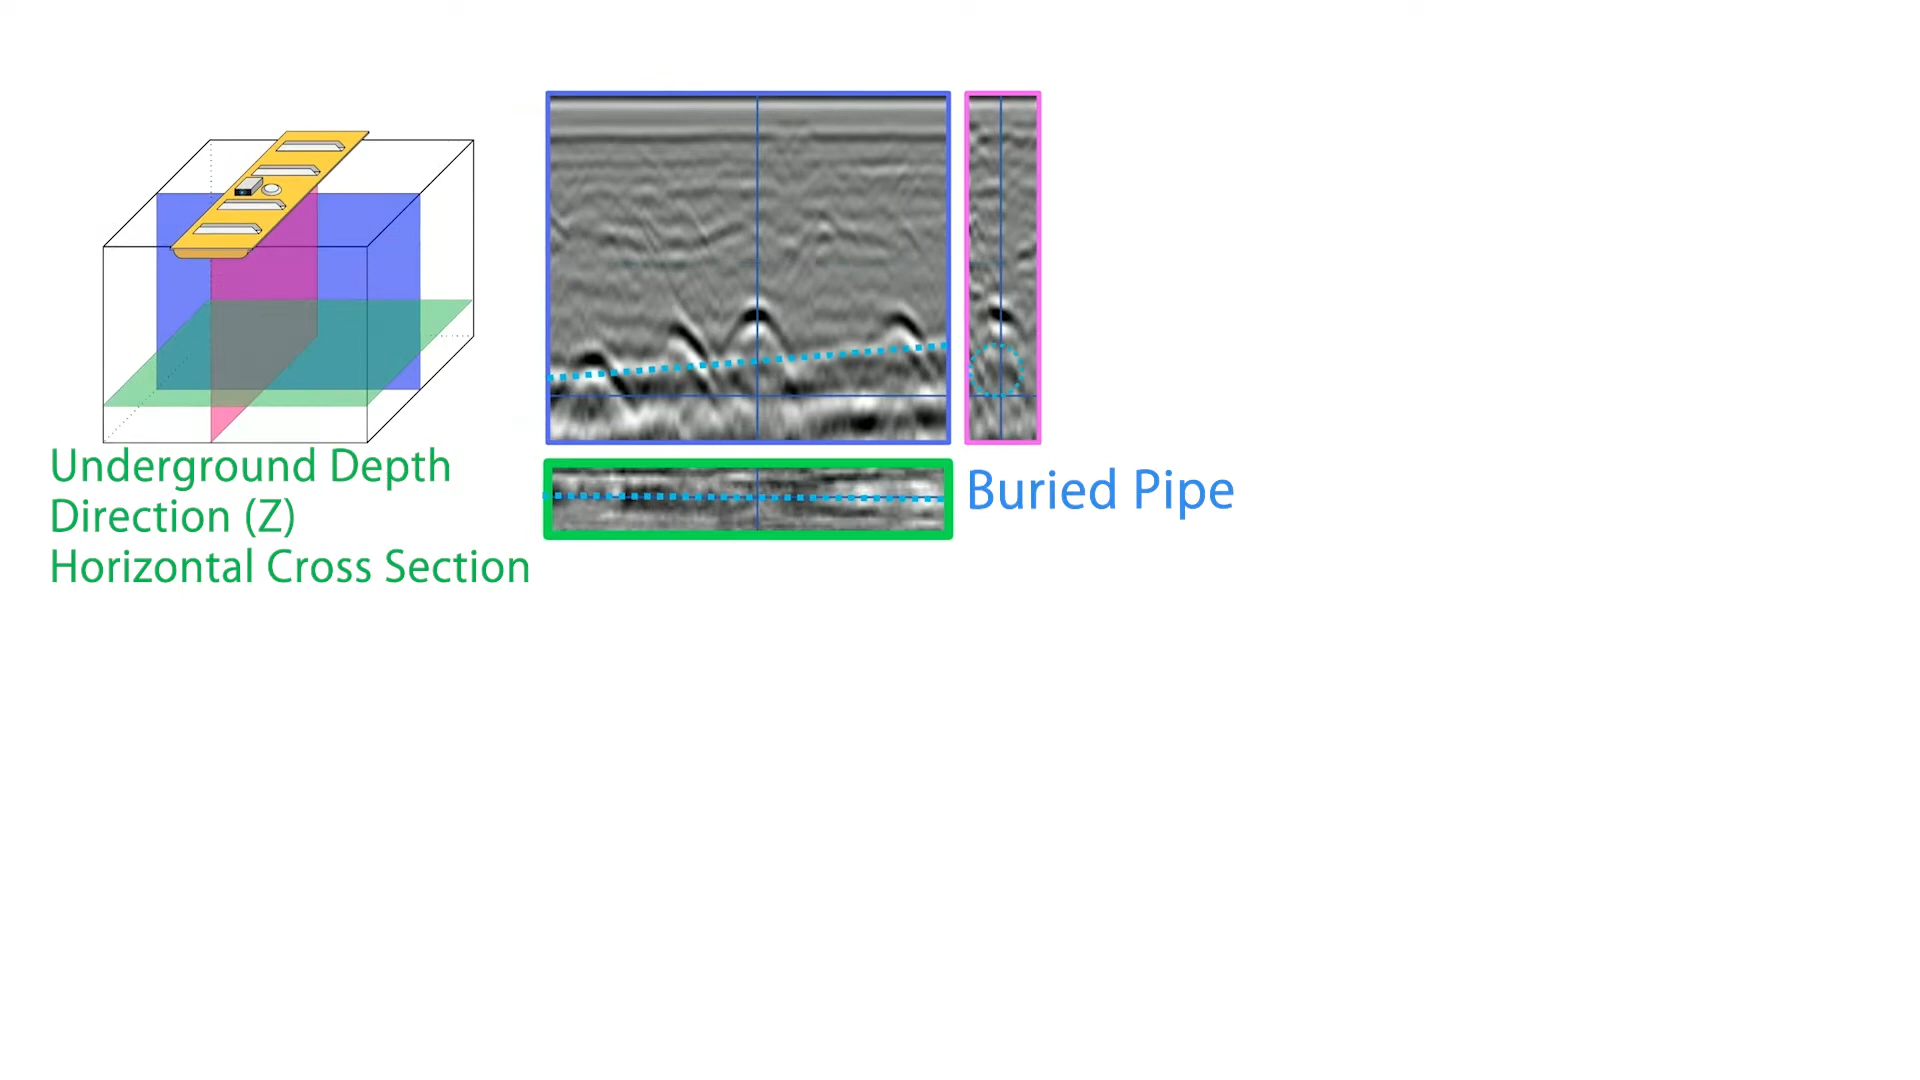 Underground Depth
Direction (Z)
Horizontal Cross Section
Buried Pipe